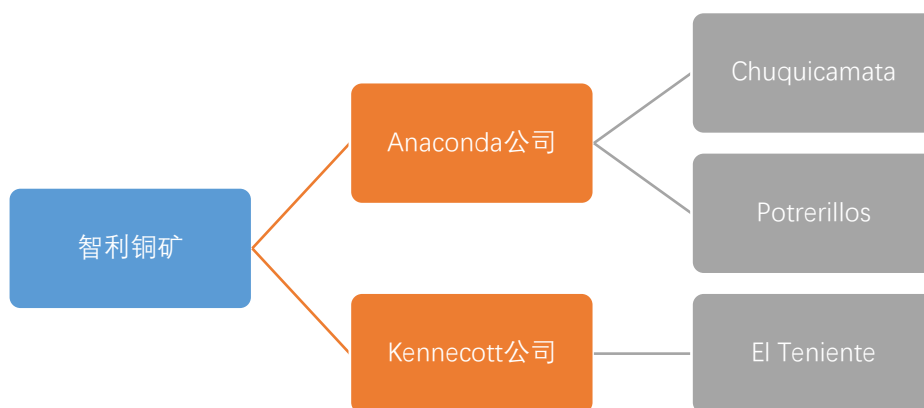 智利铜矿
Anaconda公司
Chuquicamata
Potrerillos
Kennecott公司
El Teniente